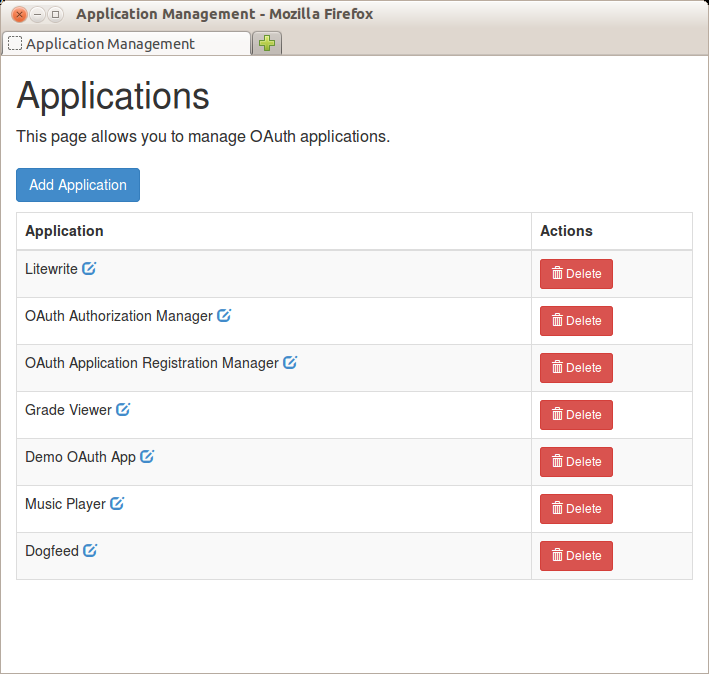 Application Management - Mozilla Firefox
Application Management
Applications
This page allows you to manage OAuth applications.
Add Application
Application Actions
Litewrite Delete
OAuth Authorization Manager Delete
OAuth Application Registration Manager Delete
Grade Viewer Delete
Demo OAuth App Delete
Music Player Delete
Dogfeed Delete